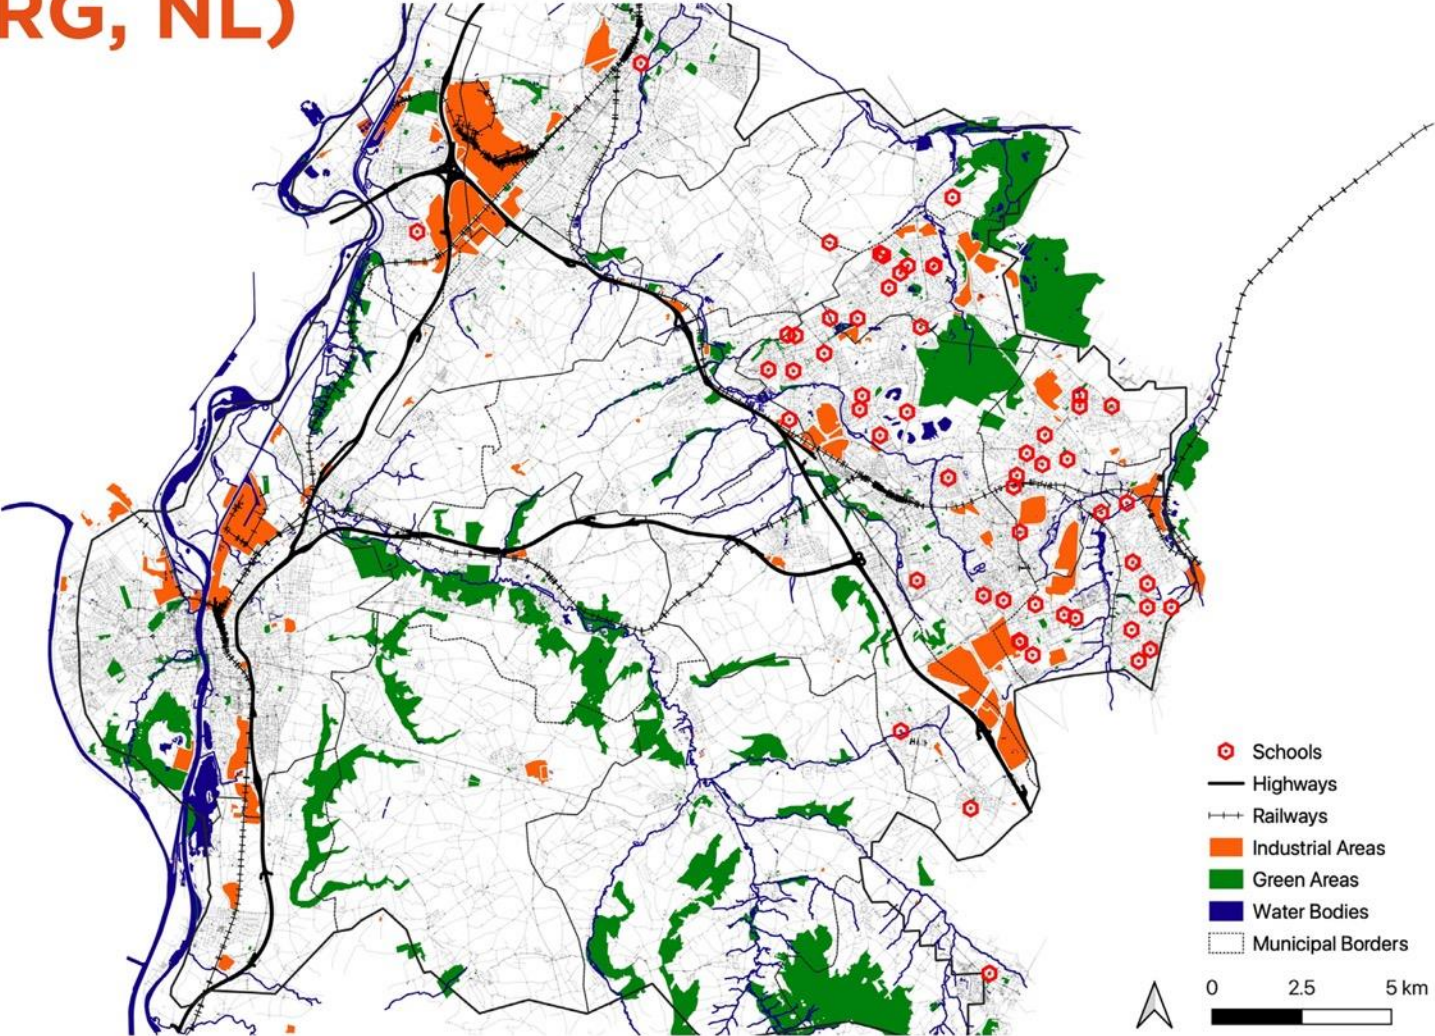 RG, NL)
Schools
Highways
Railways
Industrial Areas
Green Areas
Water Bodies
Municipal Borders
0 2.5 5 km